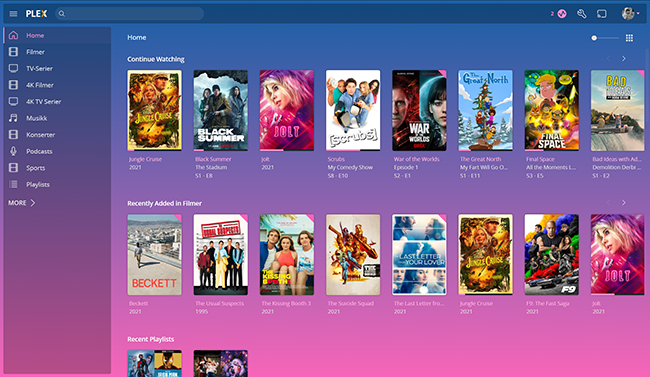 PLEX
2
Home
Filmer
TV-Serier
4K Filmer
4K TV Serier
Musikk
Konserter
Podcasts
Sports
Playlists
MORE
Home
Continue Watching
JUNGLE CRUISE
BLACK SUMMER
JOLT
[scrubs]
WAR OF THE WORLDS
The Great North
FINAL SPACE
BAD
Jungle Cruise
2021
Black Summer
The Stadium
S1 · E8
Jolt
2021
Scrubs
My Comedy Show
S8 · E10
War of the Worlds
Episode 1
S2 · E1
The Great North
My Fart Will Go O...
S1 · E11
Final Space
All the Moments L...
S3 · E5
Bad Ideas with Ad...
Demolition Derbz ...
S1 · E2
Recently Added in Filmer
BECKETT
THE USUAL SUSPECTS
THE KISSING BOOTH
LAST LETTER
FROM YOUR LOVER
JUNGLE CRUISE
F9
JOLT
Beckett
2021
The Usual Suspects
1995
The Kissing Booth 3
2021
The Suicide Squad
2021
The Last Letter fro...
2021
Jungle Cruise
2021
F9: The Fast Saga
2021
Jolt
2021
Recent Playlists
IRON MAN